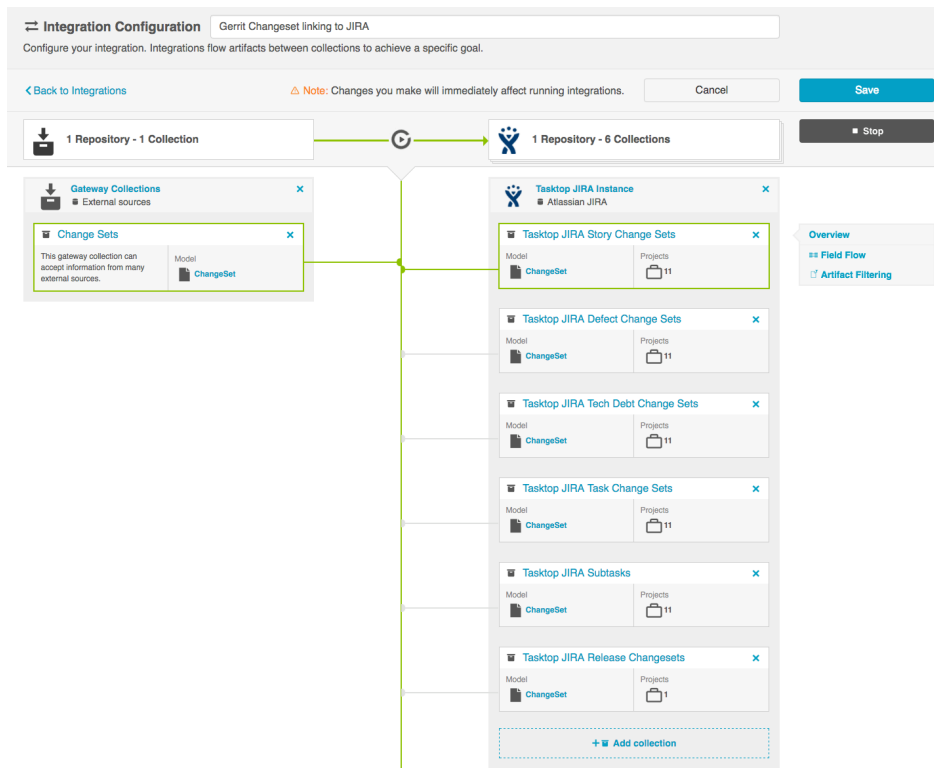 Integration Configuration Gerrit Changeset linking to JIRA
Configure your integration. Integrations flow artifacts between collections to achieve a specific goal.
Back to Integrations Note: Changes you make will immediately affect running integrations. Cancel Save
1 Repository - 1 Collection 1 Repository - 6 Collections Stop
Gateway Collections
External sources
Change Sets
This gateway collection can
accept information from many
external sources.
Model
ChangeSet
Tasktop JIRA Instance
Atlassian JIRA
Tasktop JIRA Story Change Sets
Model Projects
ChangeSet 11
Tasktop JIRA Defect Change Sets
Model Projects
ChangeSet 11
Tasktop JIRA Tech Debt Change Sets
Model Projects
ChangeSet 11
Tasktop JIRA Task Change Sets
Model Projects
ChangeSet 11
Tasktop JIRA Subtasks
Model Projects
ChangeSet 11
Tasktop JIRA Release Changesets
Model Projects
ChangeSet 1
Add collection
Overview
Field Flow
Artifact Filtering